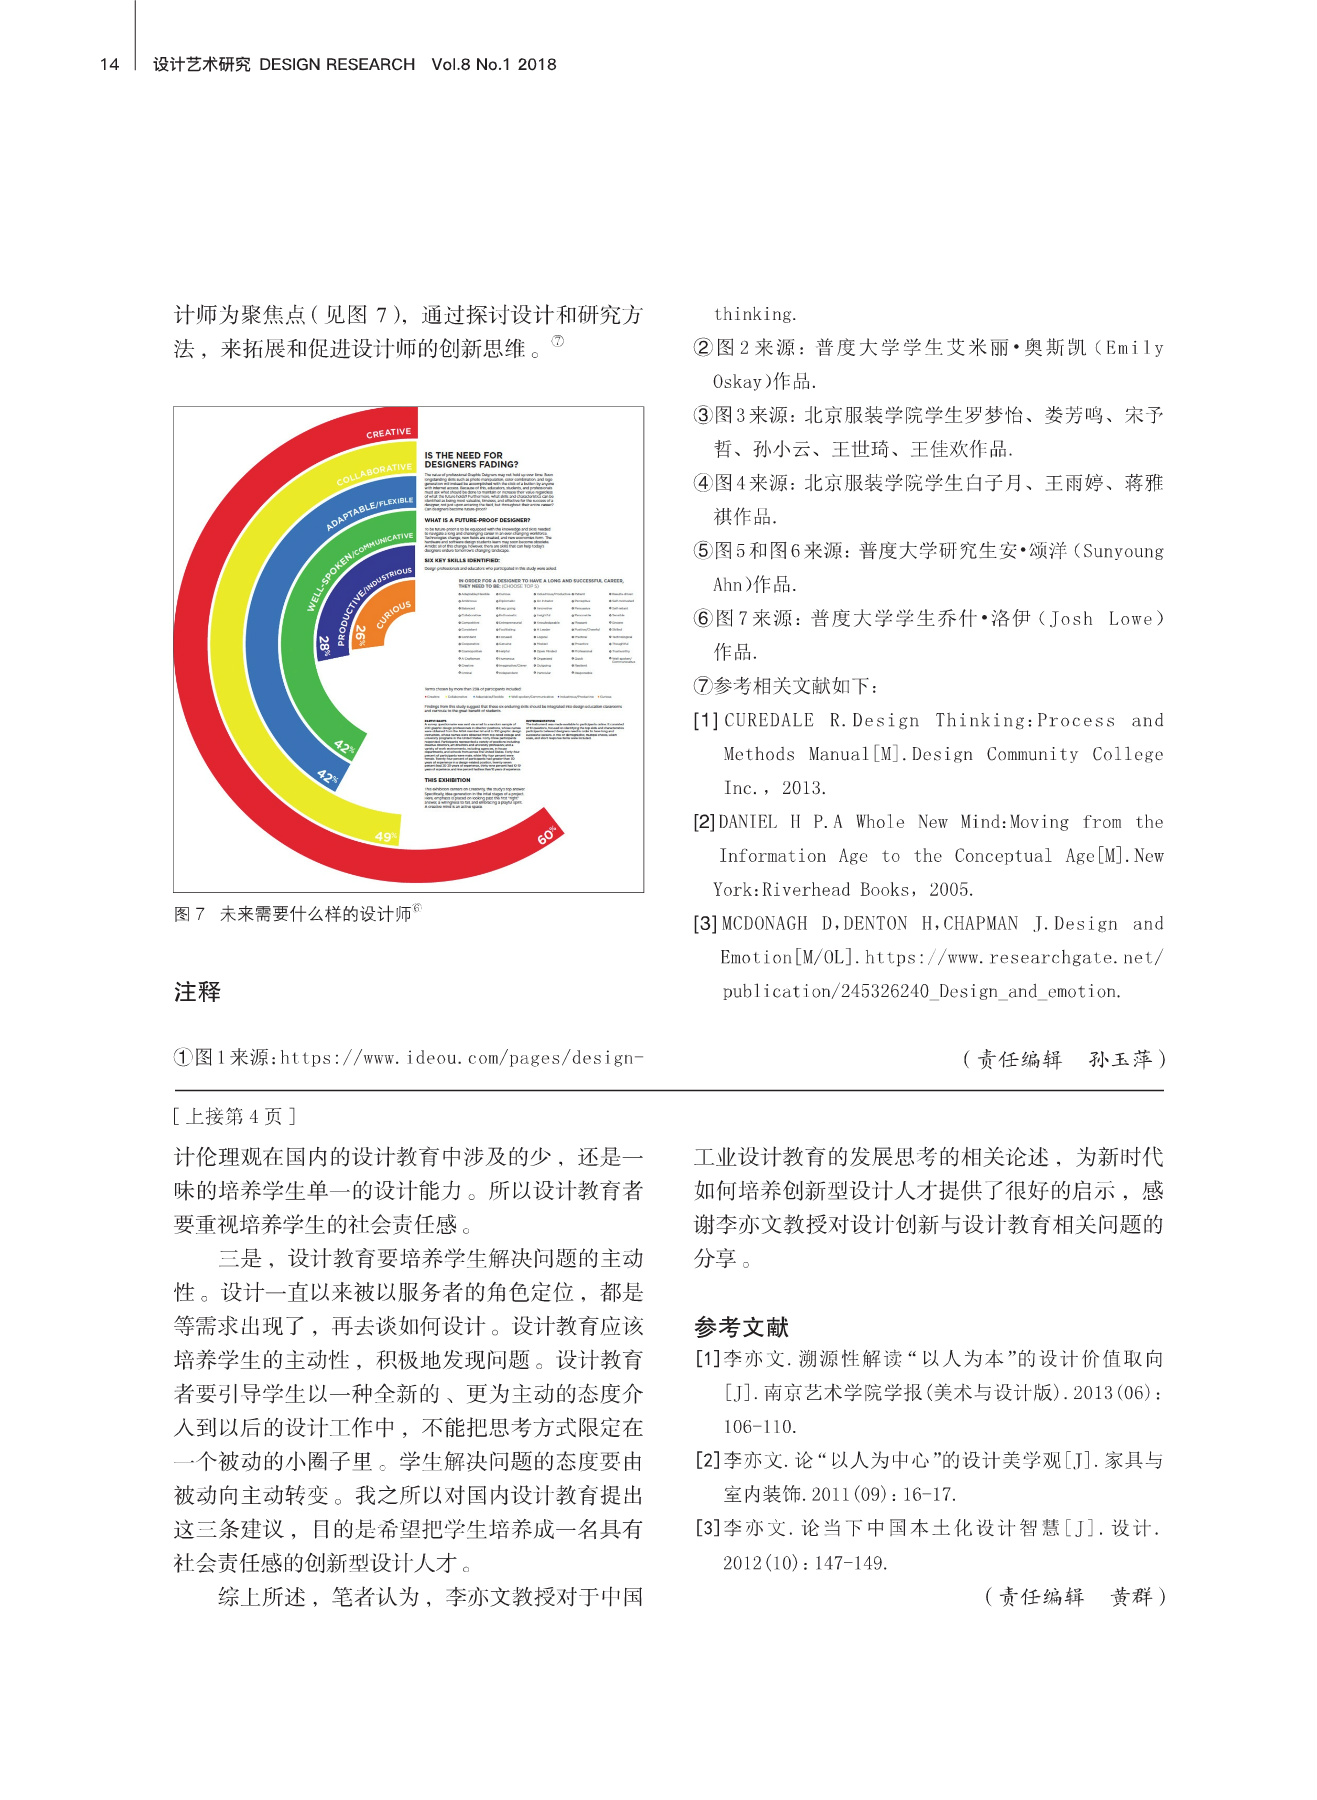 14 设计艺术研究 DESIGN RESEARCH Vol.8 No.1 2018
计师为聚焦点(见图 7),通过探讨设计和研究方
法,来拓展和促进设计师的创新思维。⑦
CREATIVE
COLLABORATIVE
ADAPTABLE/FLEXIBLE
WELL-SPOKEN/COMMUNICATIVE
PRODUCTIVE/INDUSTRIOUS
CURIOUS
26%
28%
42%
42%
49%
60%
IS THE NEED FOR
DESIGNERS FADING?
WHAT IS A FUTURE-PROOF DESIGNER?
SIX KEY SKILLS IDENTIFIED:
Design professionals and educators who participated in this study were asked:
IN ORDER FOR A DESIGNER TO HAVE A LONG AND SUCCESSFUL CAREER,
THEY NEED TO BE: (CHOOSE TOP 5)
Terms chosen by more than 25% of participants included:
THIS EXHIBITION
图 7 未来需要什么样的设计师⑥
注释
①图1来源:https://www.ideou.com/pages/design-
thinking.
②图2来源: 普度大学学生艾米丽•奥斯凯(Emily
Oskay)作品.
③图3来源: 北京服装学院学生罗梦怡、娄芳鸣、宋予
哲、孙小云、王世琦、王佳欢作品.
④图4来源: 北京服装学院学生白子月、王雨婷、蒋雅
祺作品.
⑤图5和图6来源: 普度大学研究生安•颂洋(Sunyoung
Ahn)作品.
⑥图7来源: 普度大学学生乔什•洛伊(Josh Lowe)
作品.
⑦参考相关文献如下:
[1]CUREDALE R.Design Thinking:Process and
Methods Manual[M].Design Community College
Inc., 2013.
[2]DANIEL H P.A Whole New Mind:Moving from the
Information Age to the Conceptual Age[M].New
York:Riverhead Books, 2005.
[3]MCDONAGH D,DENTON H,CHAPMAN J.Design and
Emotion[M/OL].https://www.researchgate.net/
publication/245326240_Design_and_emotion.
(责任编辑 孙玉萍)
[上接第4页]
计伦理观在国内的设计教育中涉及的少,还是一
味的培养学生单一的设计能力。所以设计教育者
要重视培养学生的社会责任感。
三是,设计教育要培养学生解决问题的主动
性。设计一直以来被以服务者的角色定位,都是
等需求出现了,再去谈如何设计。设计教育应该
培养学生的主动性,积极地发现问题。设计教育
者要引导学生以一种全新的、更为主动的态度介
入到以后的设计工作中,不能把思考方式限定在
一个被动的小圈子里。学生解决问题的态度要由
被动向主动转变。我之所以对国内设计教育提出
这三条建议,目的是希望把学生培养成一名具有
社会责任感的创新型设计人才。
综上所述,笔者认为,李亦文教授对于中国
工业设计教育的发展思考的相关论述,为新时代
如何培养创新型设计人才提供了很好的启示,感
谢李亦文教授对设计创新与设计教育相关问题的
分享。
参考文献
[1]李亦文.溯源性解读“以人为本”的设计价值取向
[J].南京艺术学院学报(美术与设计版).2013(06):
106-110.
[2]李亦文.论“以人为中心”的设计美学观[J].家具与
室内装饰.2011(09):16-17.
[3]李亦文.论当下中国本土化设计智慧[J].设计.
2012(10):147-149.
(责任编辑 黄群)